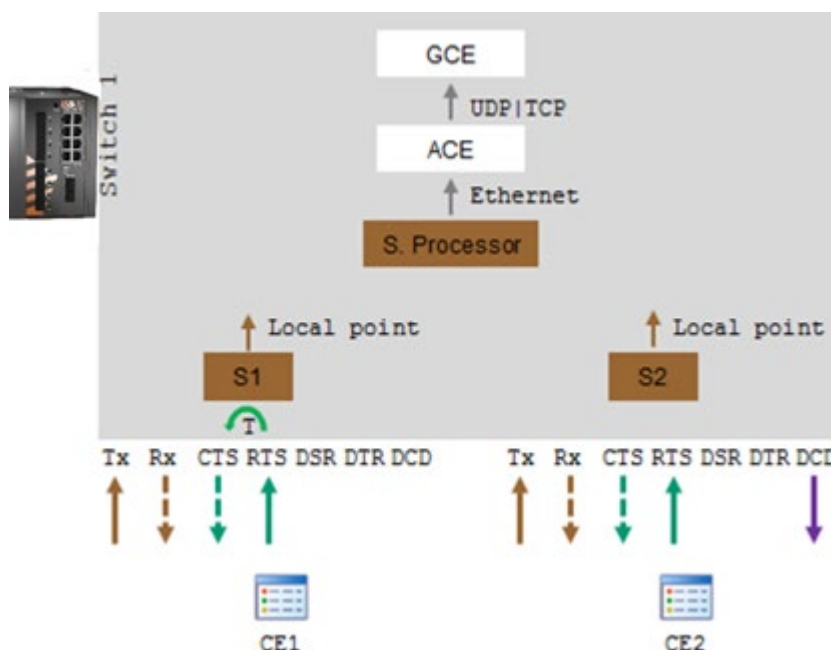 GCE
UDP|TCP
ACE
Ethernet
S. Processor
Switch 1
Local point
Local point
S1
S2
T
Tx Rx CTS RTS DSR DTR DCD
Tx Rx CTS RTS DSR DTR DCD
CE1
CE2